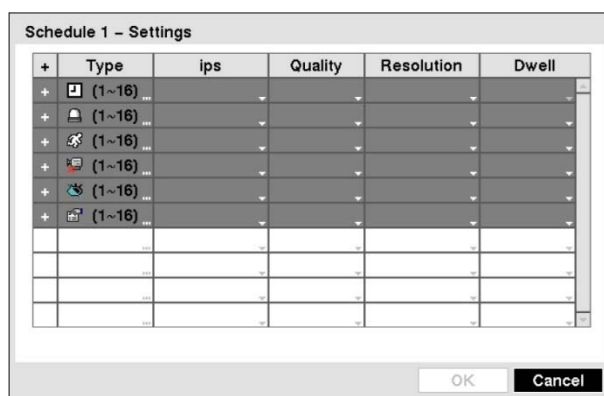 Schedule 1 – Settings
+ Type ips Quality Resolution Dwell
+ (1~16) ...
+ (1~16) ...
+ (1~16) ...
+ (1~16) ...
+ (1~16) ...
+ (1~16) ...
...
...
...
...
OK Cancel